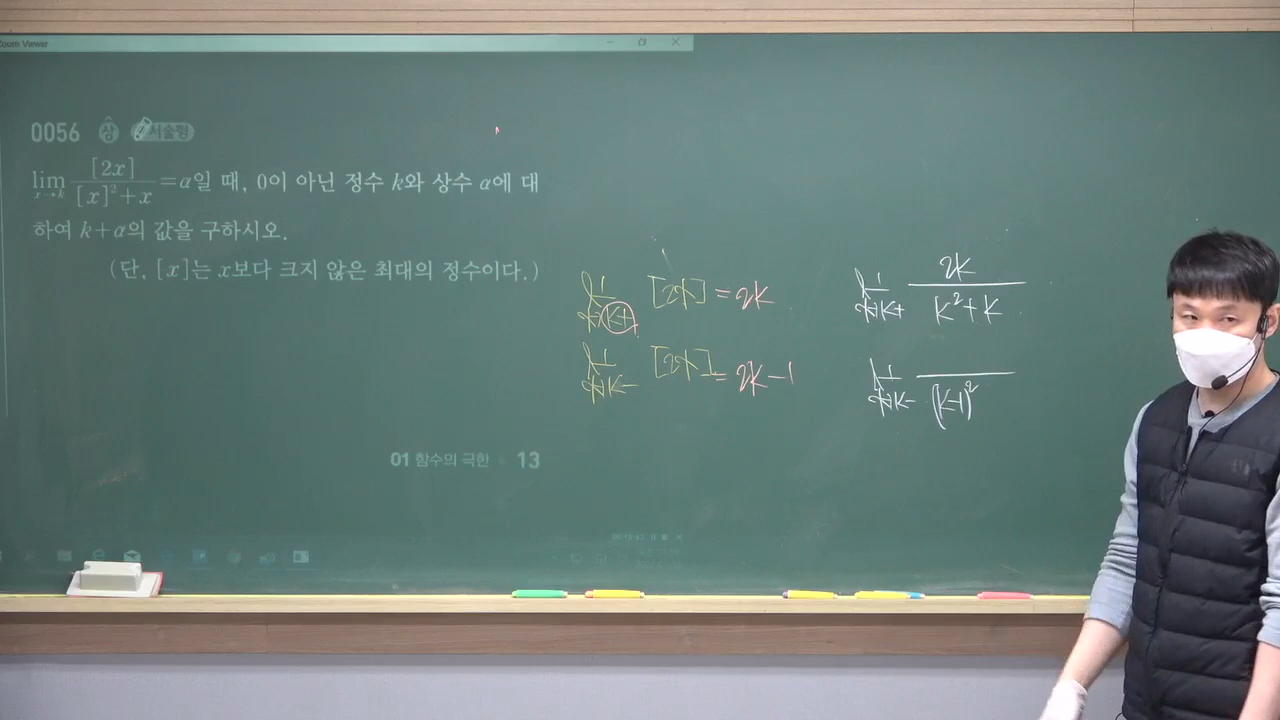 Zoom Viewer
0056 상 서술형
lim x→k [2x] / [x]²+x =α일 때, 0이 아닌 정수 k와 상수 α에 대
하여 k+α의 값을 구하시오.
(단, [x]는 x보다 크지 않은 최대의 정수이다.)
lim x→k+ [2x] = 2k
lim x→k- [2x] = 2k-1
lim x→k+ 2k / k²+k
lim x→k- (k-1)²
01 함수의 극한 13